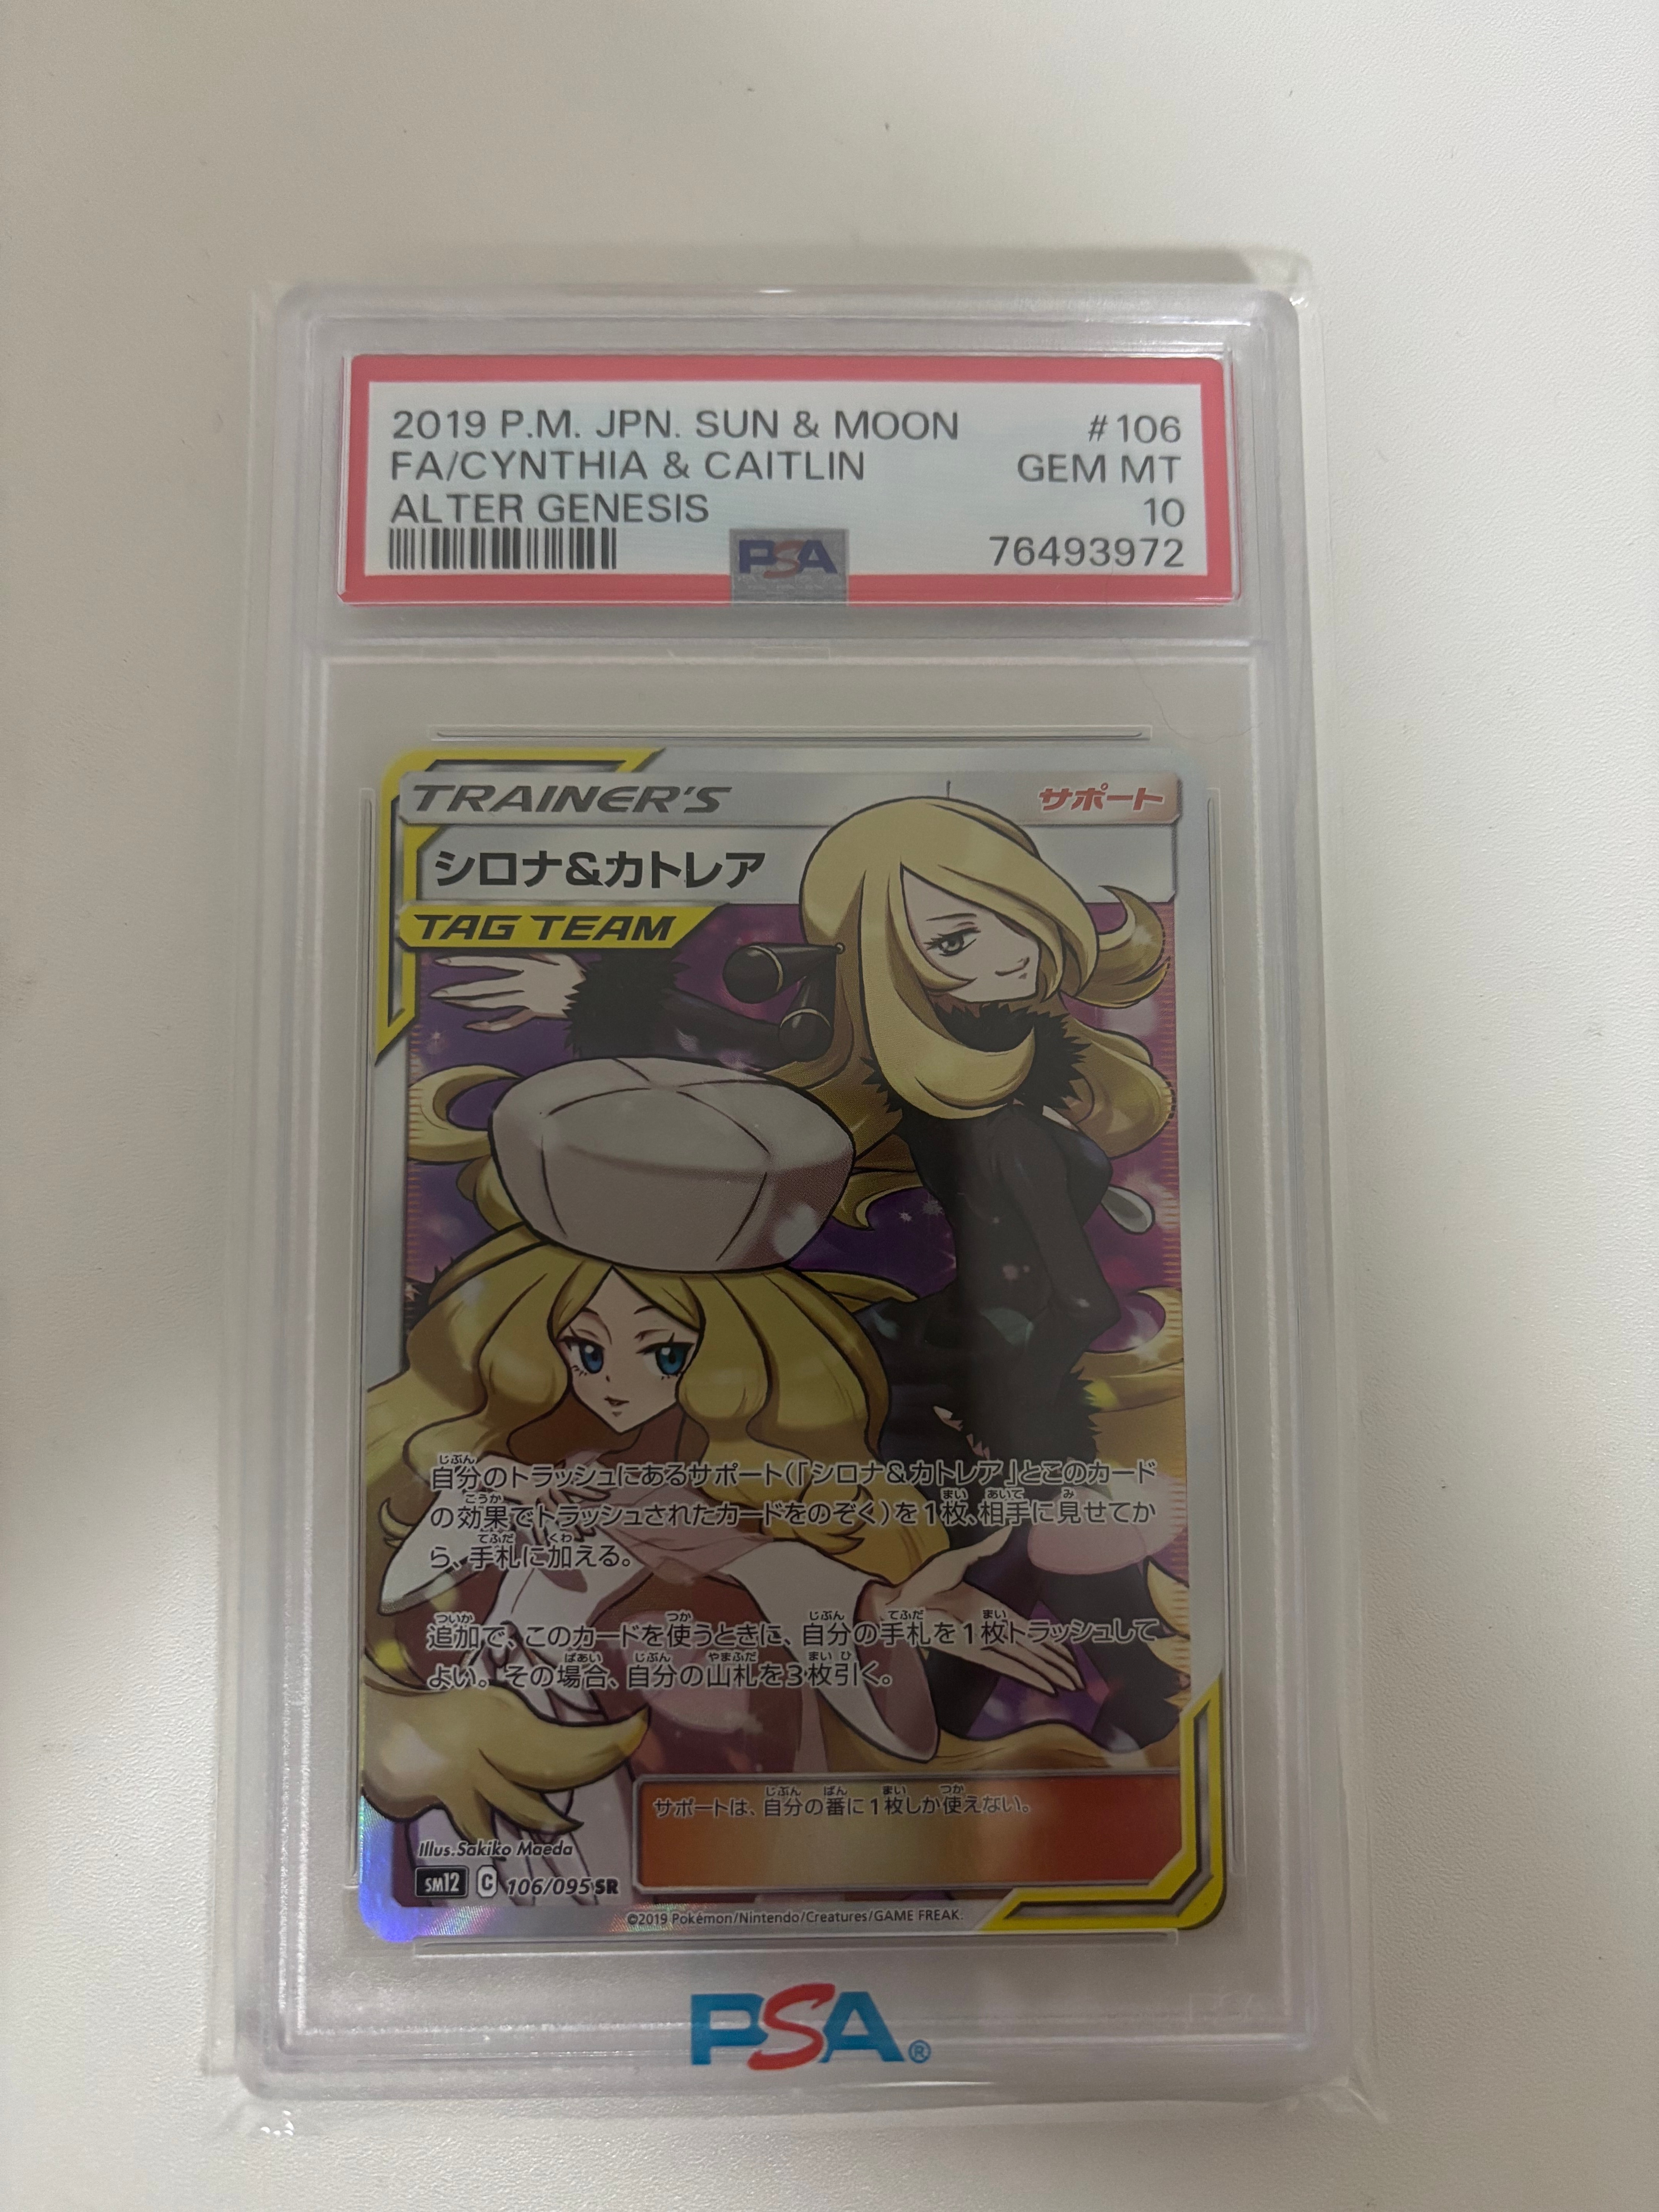 2019 P.M. JPN. SUN & MOON #106
FA/CYNTHIA & CAITLIN GEM MT
ALTER GENESIS 10
PSA 76493972
TRAINER'S サポート
シロナ&カトレア
TAG TEAM
自分のトラッシュにあるサポート(「シロナ&カトレア」とこのカード
の効果でトラッシュされたカードをのぞく)を1枚、相手に見せてか
ら、手札に加える。
追加で、このカードを使うときに、自分の手札を1枚トラッシュして
よい。その場合、自分の山札を3枚引く。
サポートは、自分の番に1枚しか使えない。
Illus.Sakiko Maeda
SM12 C 106/095 SR
©2019 Pokémon/Nintendo/Creatures/GAME FREAK.
PSA®